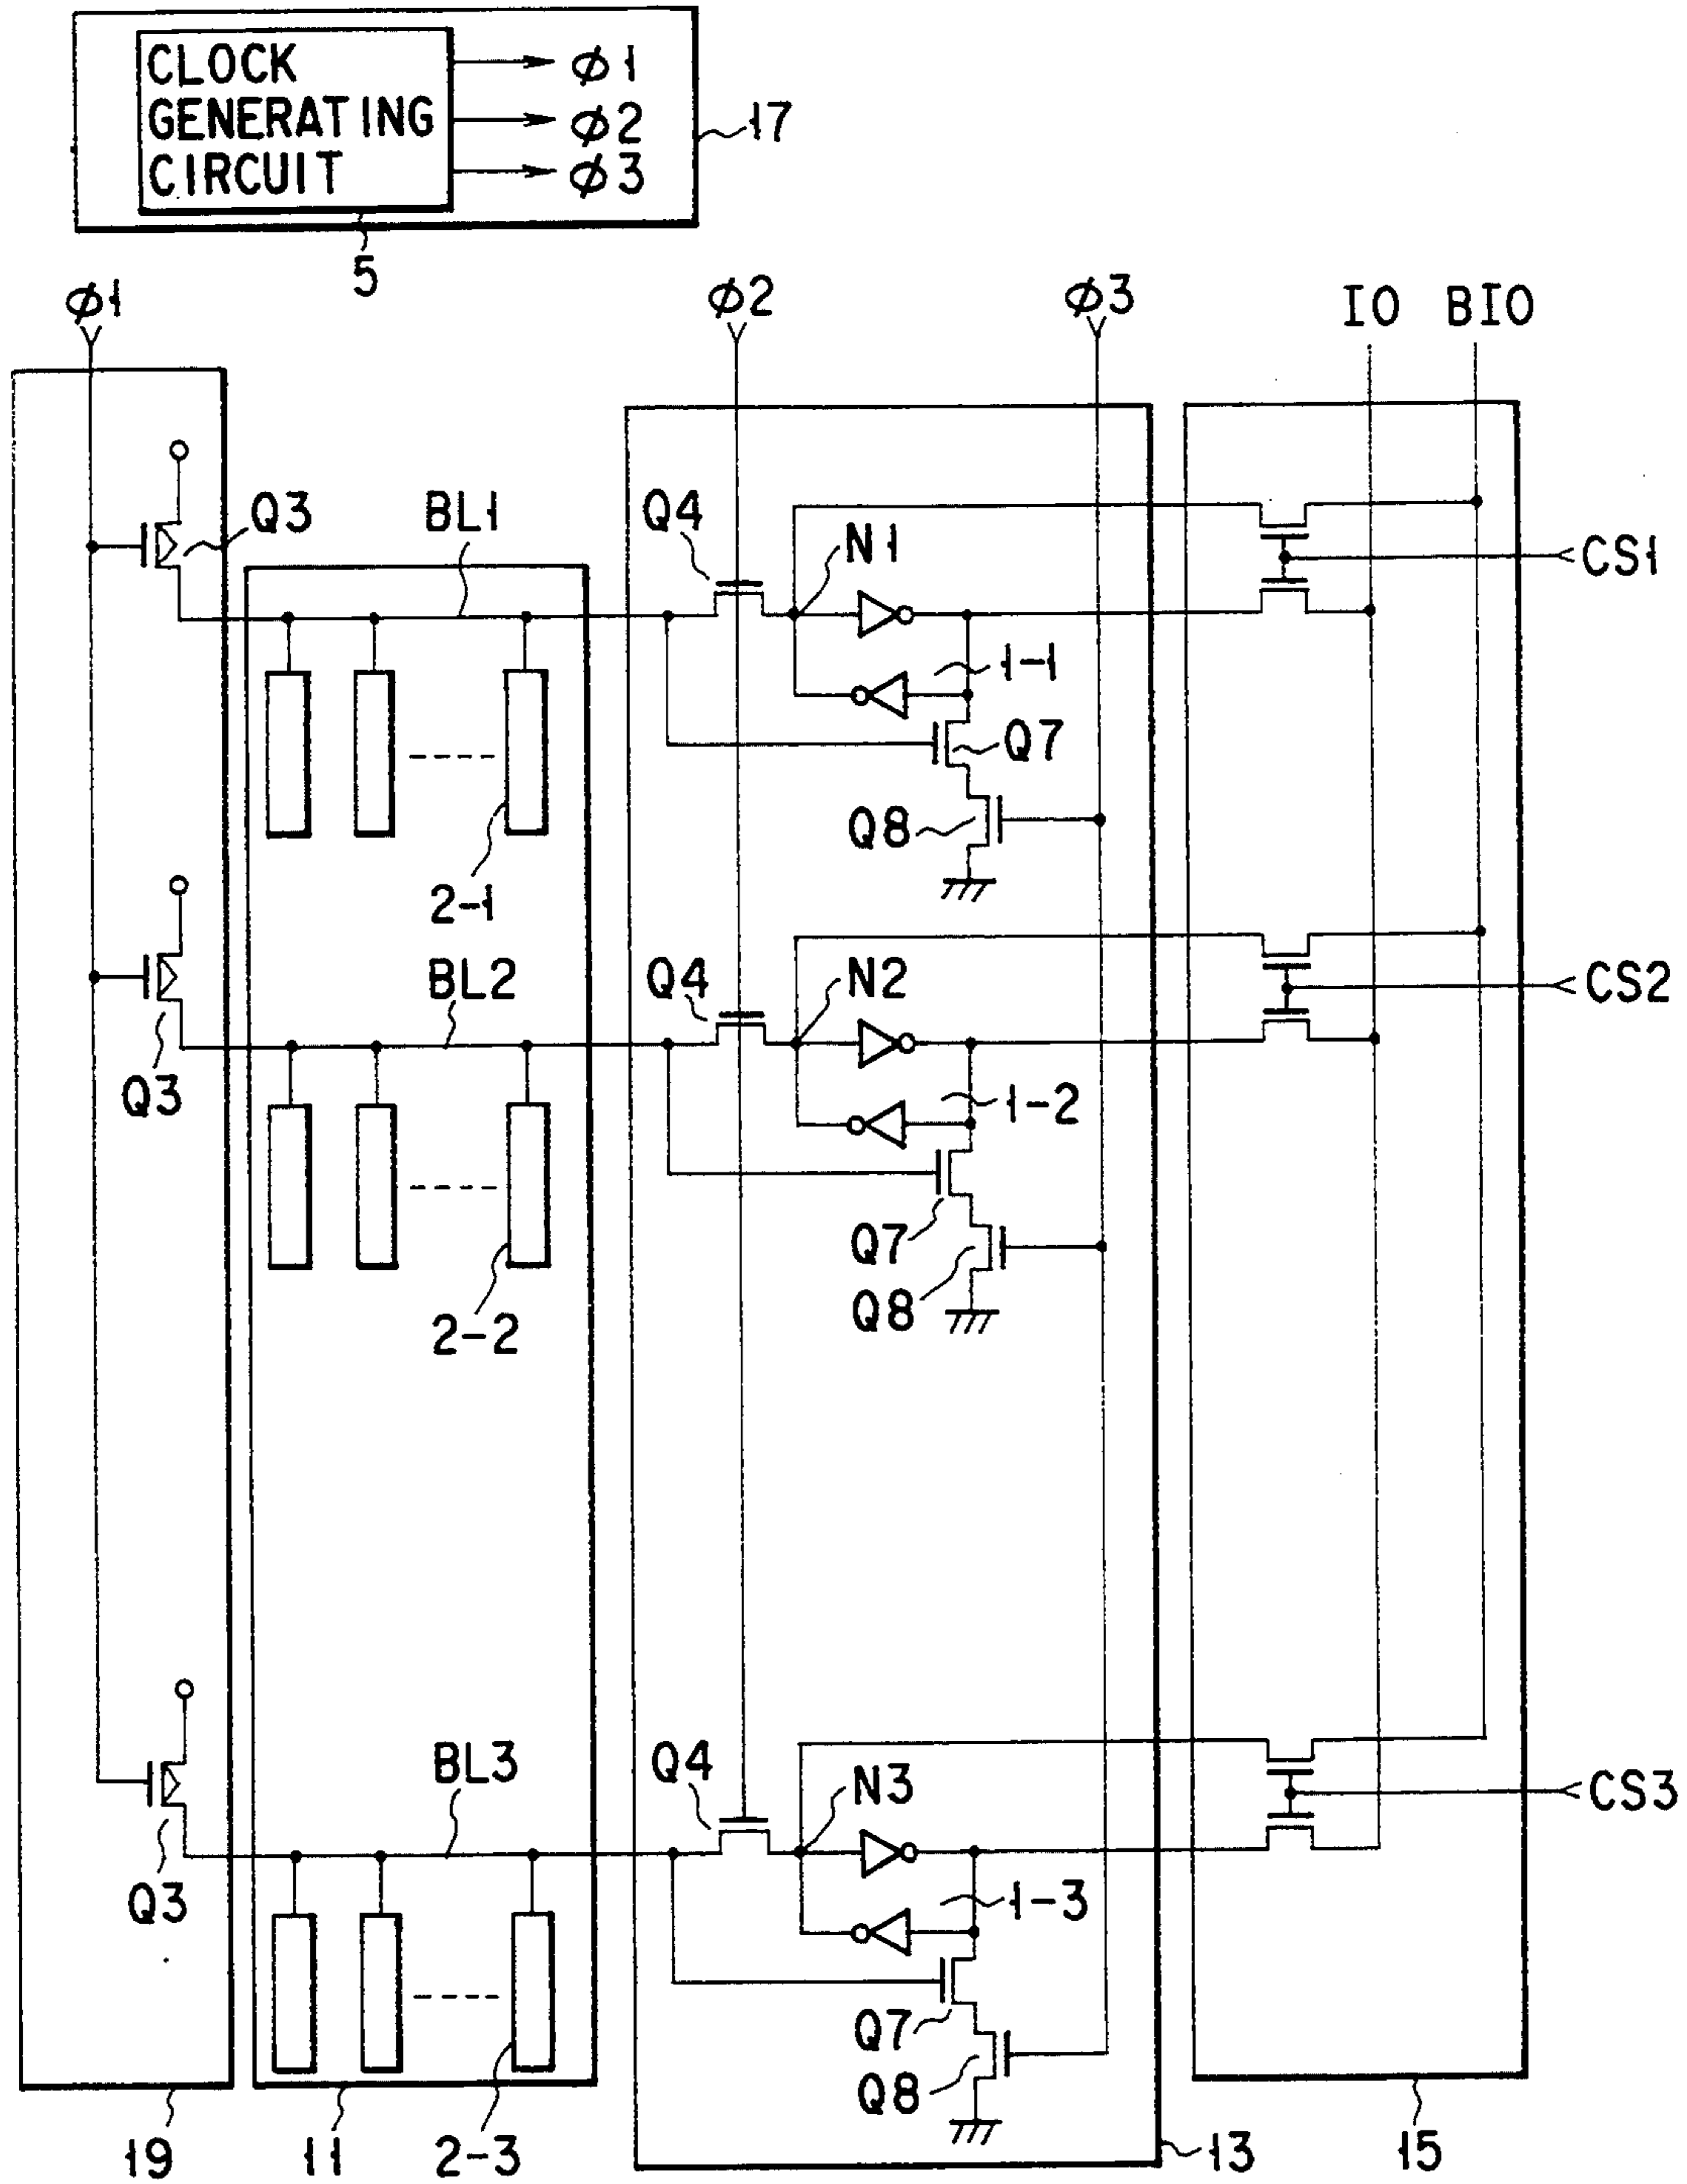 CLOCK
GENERATING
CIRCUIT
φ1
φ2
φ3
17
5
φ1
φ2
φ3
IO
BIO
Q3
BL1
Q4
N1
CS1
1-1
Q7
Q8
2-1
BL2
Q4
N2
CS2
Q3
1-2
Q7
Q8
2-2
BL3
Q4
N3
CS3
Q3
1-3
Q7
Q8
19
11
2-3
13
15